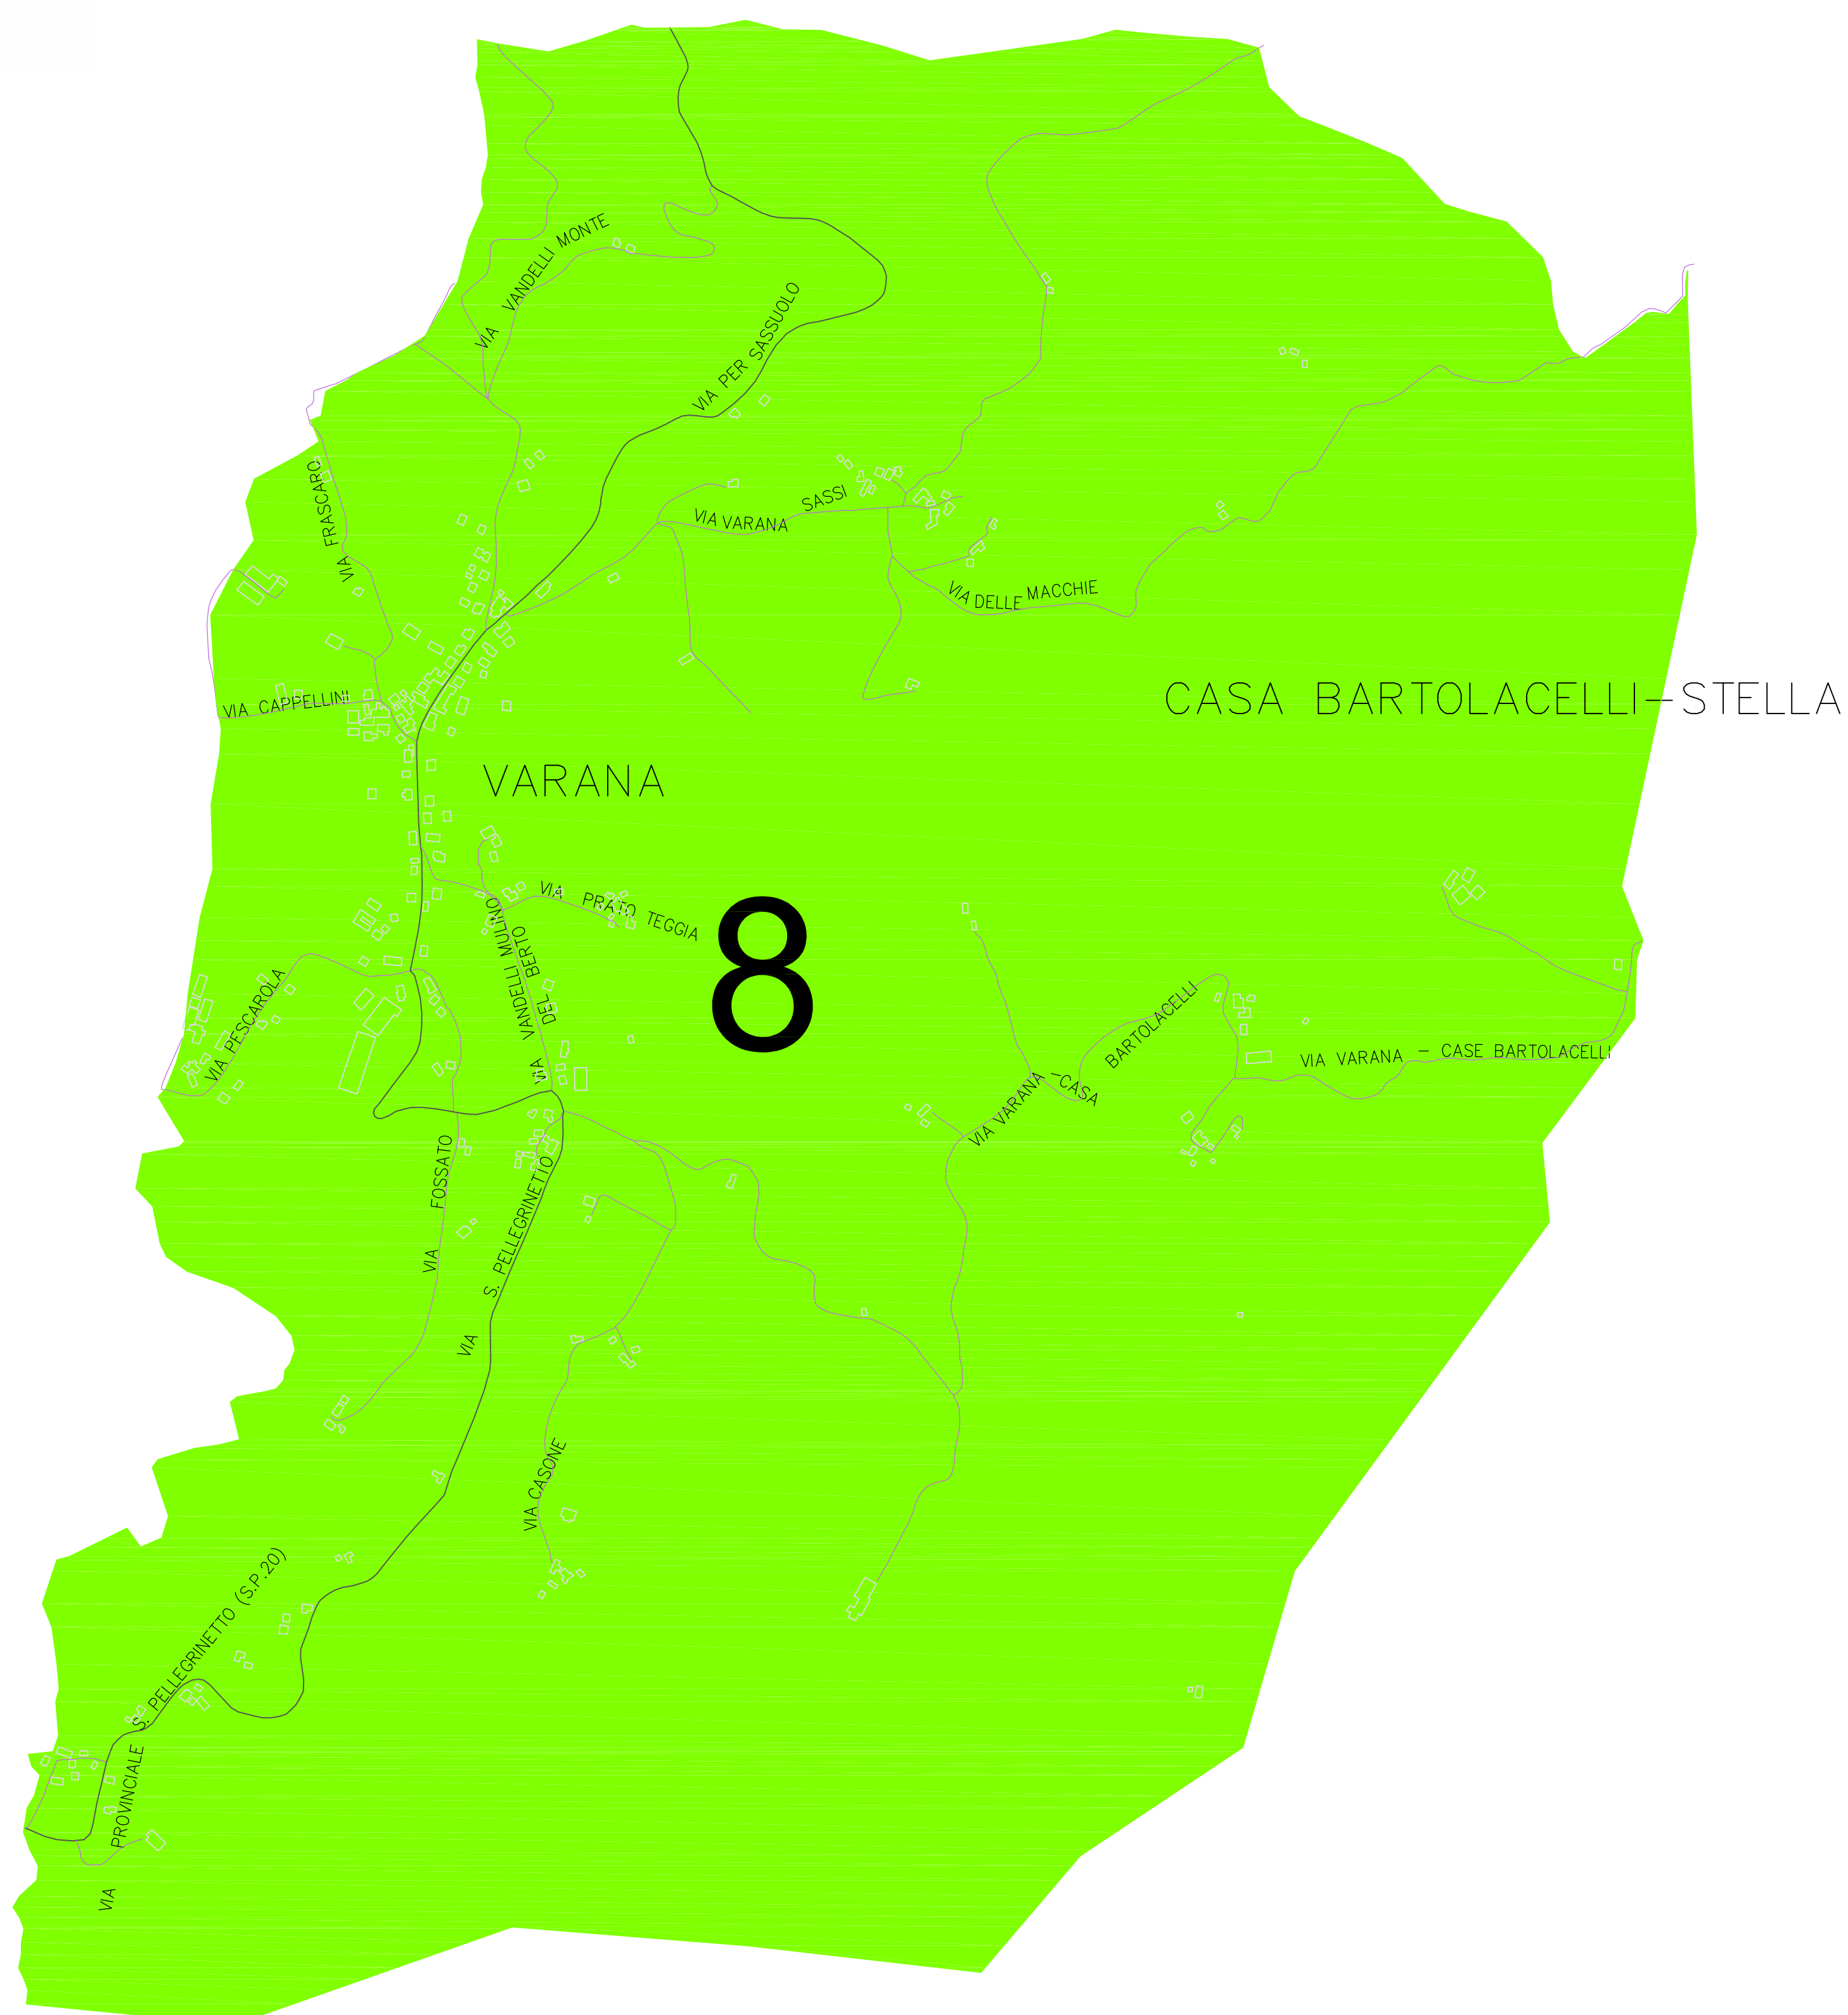 VIA VANDELLI MONTE
VIA PER SASSUOLO
VIA FRASCARO
VIA VARANA SASSI
VIA DELLE MACCHIE
VIA CAPPELLINI
CASA BARTOLACELLI-STELLA
VARANA
VIA PRATO TEGGIA
8
VIA VANDELLI MULINO
DEL BERTO
VIA PESCAROLA
VIA VARANA -CASA BARTOLACELLI
VIA VARANA - CASE BARTOLACELLI
VIA FOSSATO
VIA S. PELLEGRINETTO
VIA CASONE
VIA PROVINCIALE S. PELLEGRINETTO (S.P.20)